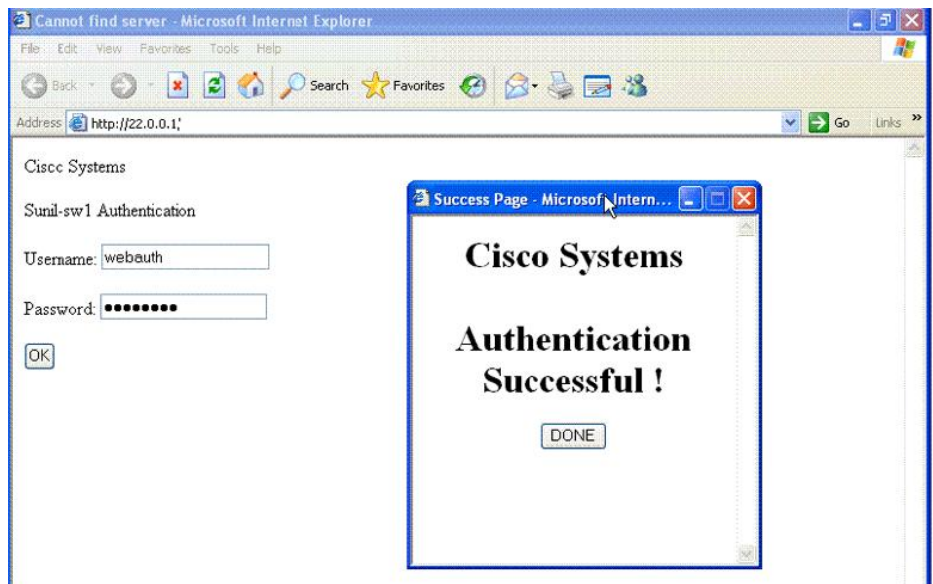 Cannot find server - Microsoft Internet Explorer
File Edit View Favorites Tools Help
Back Search Favorites
Address http://22.0.0.1,' Go Links »
Ciscc Systems
Sunil-sw1 Authentication
Username: webauth
Password: ●●●●●●●●
OK
Success Page - Microsoft Intern...
Cisco Systems
Authentication
Successful !
DONE